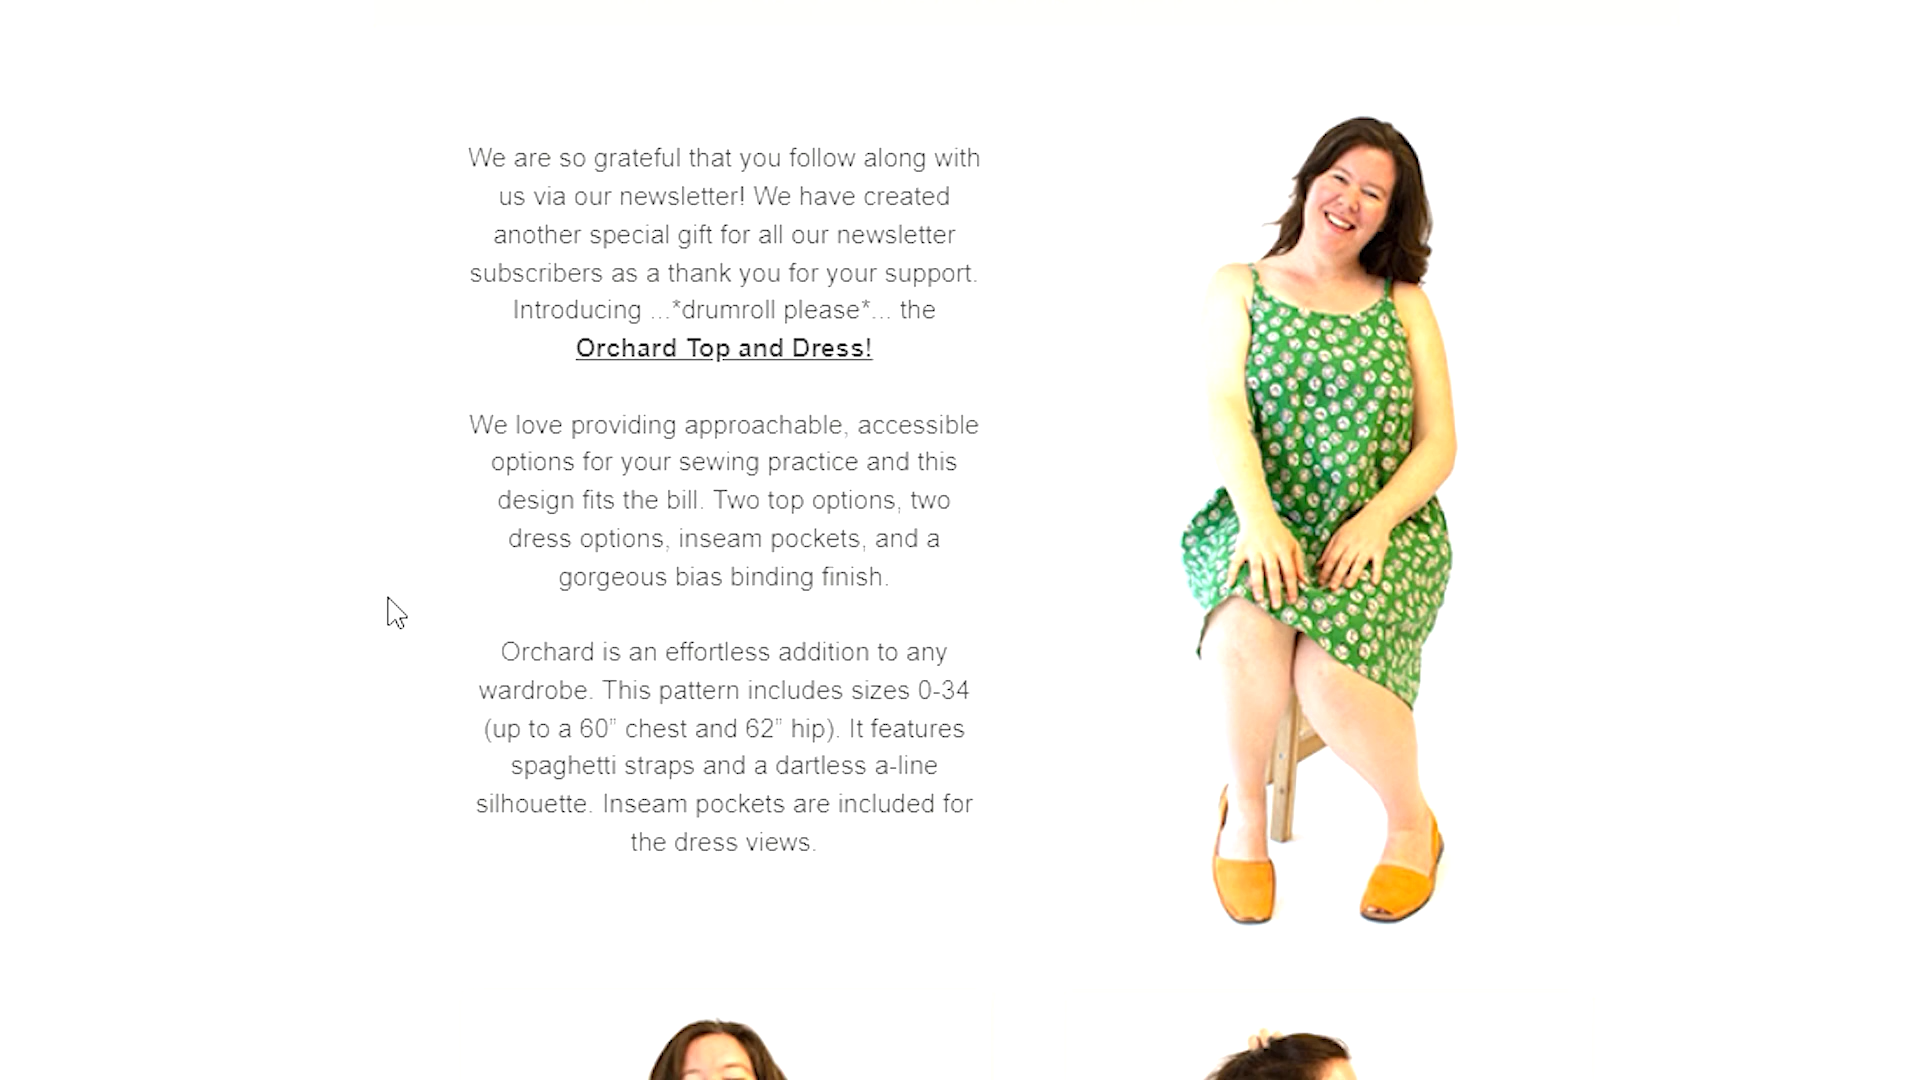 We are so grateful that you follow along with
us via our newsletter! We have created
another special gift for all our newsletter
subscribers as a thank you for your support.
Introducing ...*drumroll please*... the
Orchard Top and Dress!
We love providing approachable, accessible
options for your sewing practice and this
design fits the bill. Two top options, two
dress options, inseam pockets, and a
gorgeous bias binding finish.
Orchard is an effortless addition to any
wardrobe. This pattern includes sizes 0-34
(up to a 60” chest and 62” hip). It features
spaghetti straps and a dartless a-line
silhouette. Inseam pockets are included for
the dress views.